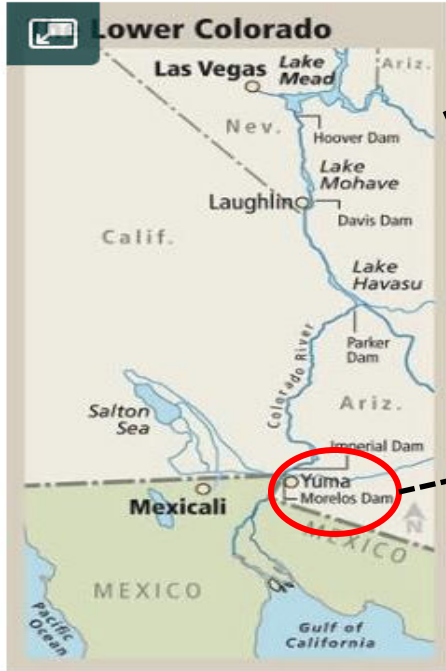 Lower Colorado
Las Vegas
Lake
Mead
Ariz.
Nev.
Hoover Dam
Lake
Mohave
Laughlin
Davis Dam
Calif.
Lake
Havasu
Parker
Dam
Colorado River
Ariz.
Salton
Sea
Imperial Dam
Yuma
Morelos Dam
Mexicali
MEXICO
N
MEXICO
Pacific
Ocean
Gulf of
California